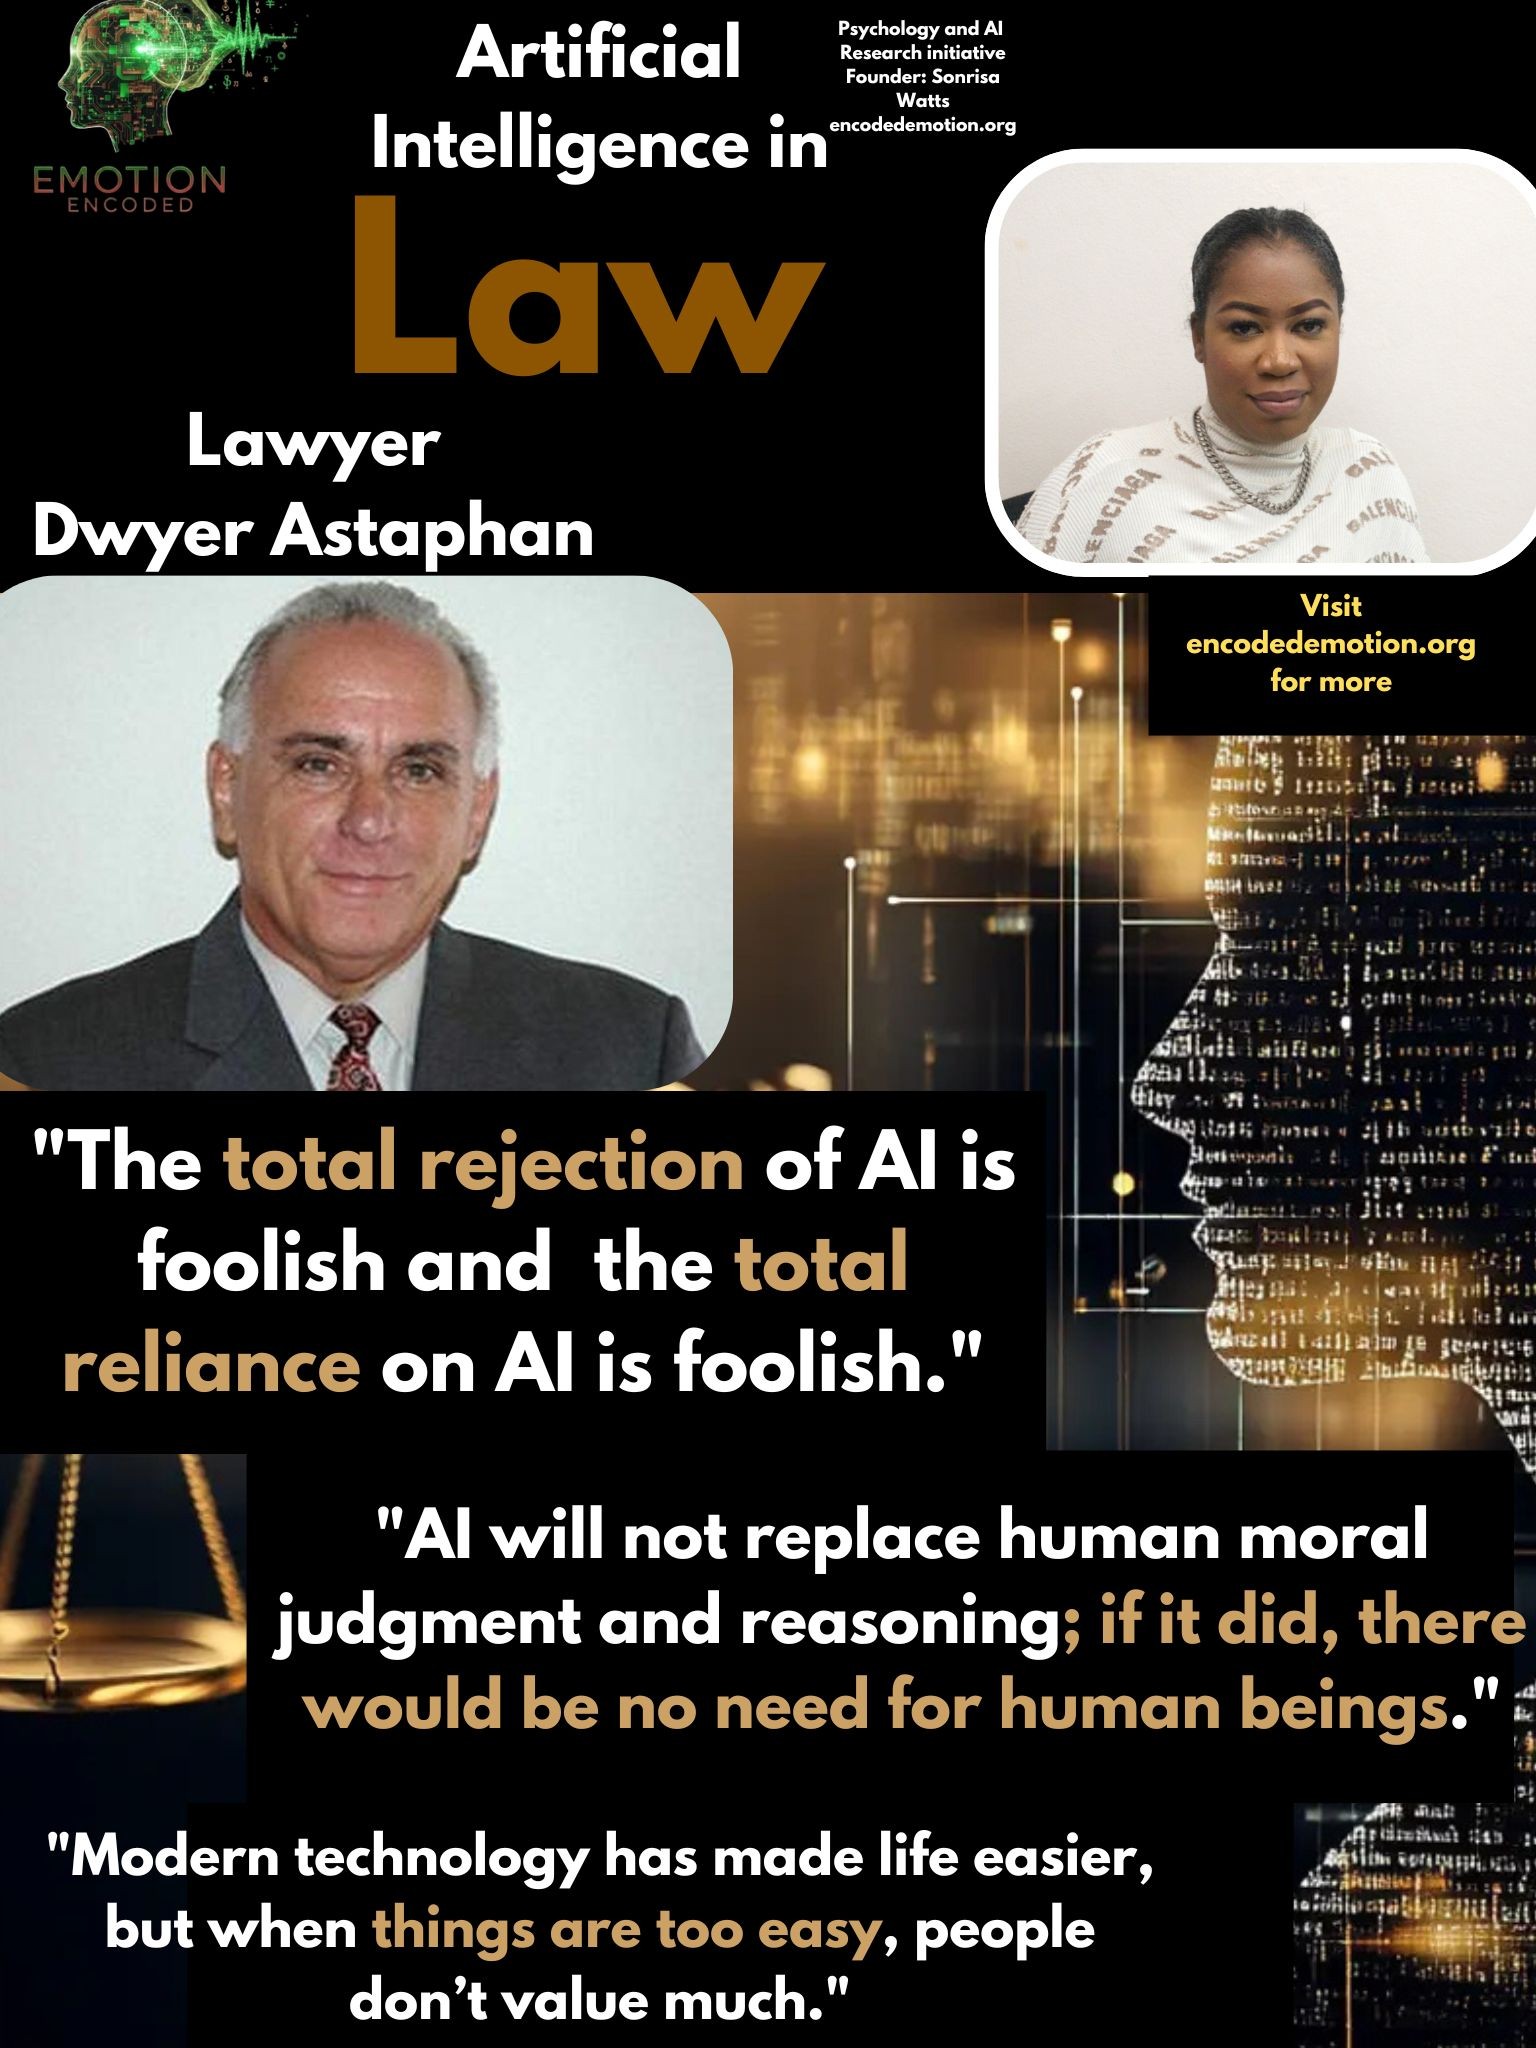 EMOTION
ENCODED
Artificial
Intelligence in
Law
Psychology and AI
Research initiative
Founder: Sonrisa
Watts
encodedemotion.org
Lawyer
Dwyer Astaphan
BALENCIAGA
BALENCIAGA
Visit
encodedemotion.org
for more
"The total rejection of AI is
foolish and the total
reliance on AI is foolish."
"AI will not replace human moral
judgment and reasoning; if it did, there
would be no need for human beings."
"Modern technology has made life easier,
but when things are too easy, people
don’t value much."